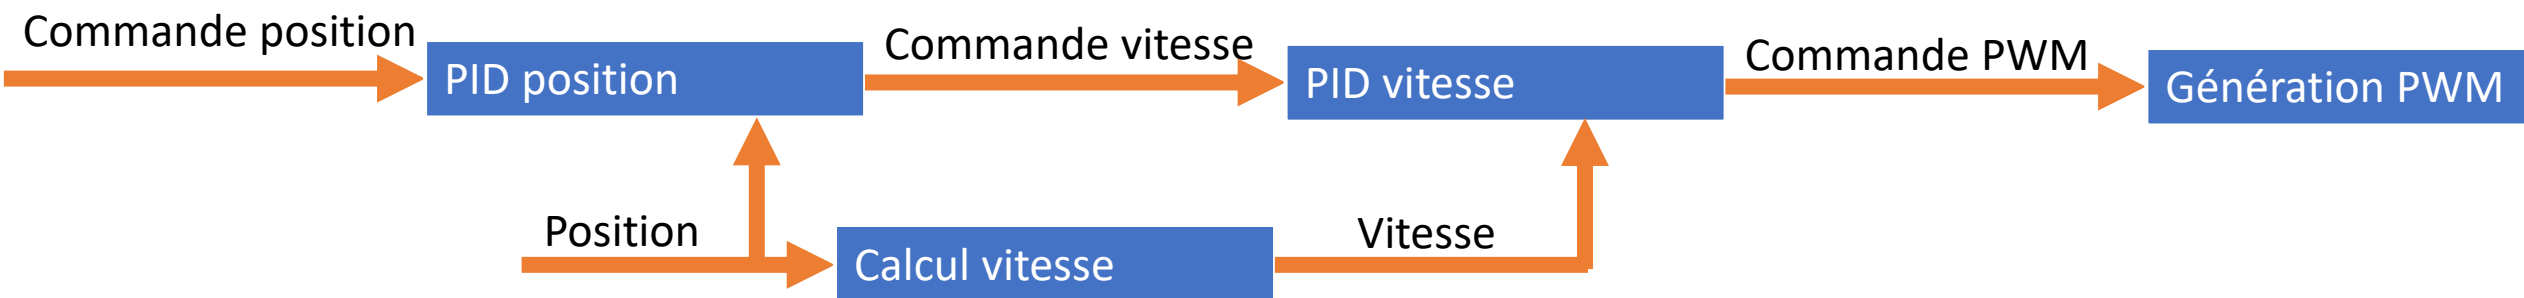 Commande position
PID position
Commande vitesse
PID vitesse
Commande PWM
Génération PWM
Position
Calcul vitesse
Vitesse